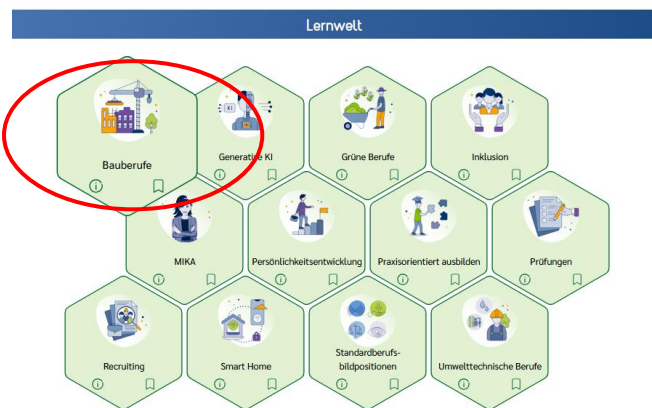 Lernwelt
Bauberufe
Generative KI
Grüne Berufe
Inklusion
MIKA
Persönlichkeitsentwicklung
Praxisorientiert ausbilden
Prüfungen
Recruiting
Smart Home
Standardberufs-
bildpositionen
Umwelttechnische Berufe
KI